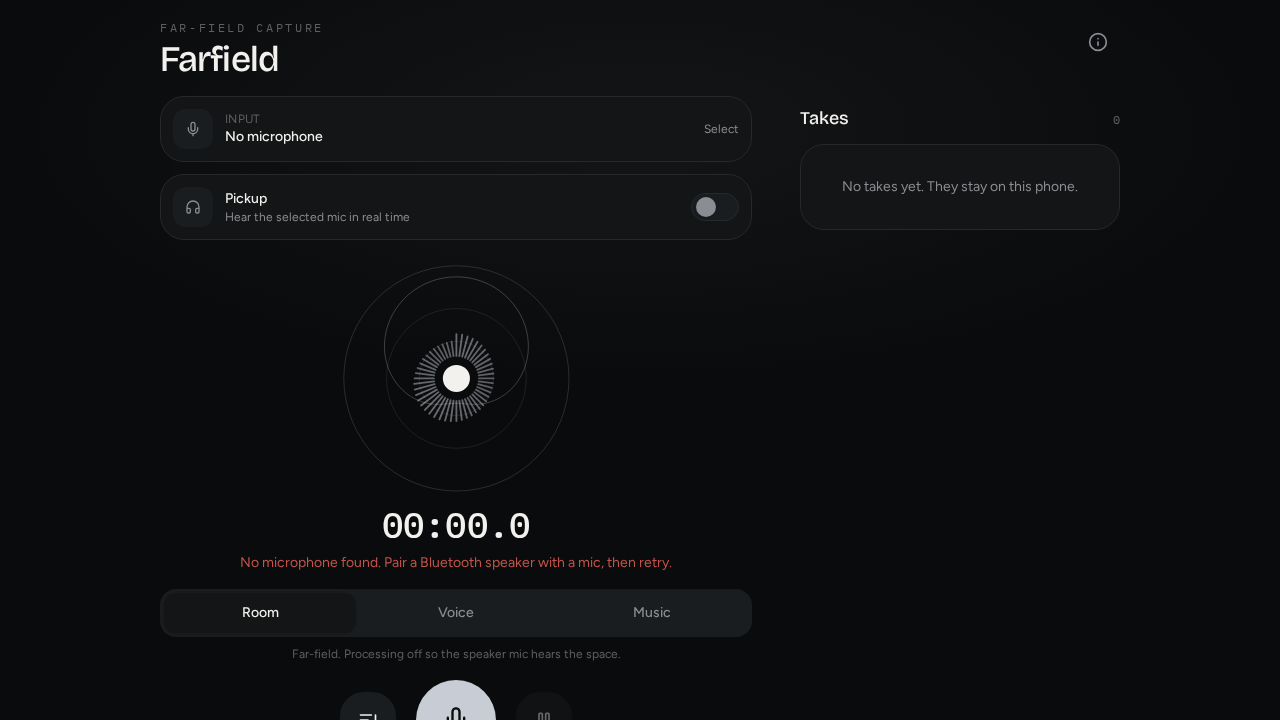 FAR-FIELD CAPTURE
Farfield
INPUT
No microphone
Select
Pickup
Hear the selected mic in real time
00:00.0
No microphone found. Pair a Bluetooth speaker with a mic, then retry.
Room
Voice
Music
Far-field. Processing off so the speaker mic hears the space.
Takes
0
No takes yet. They stay on this phone.